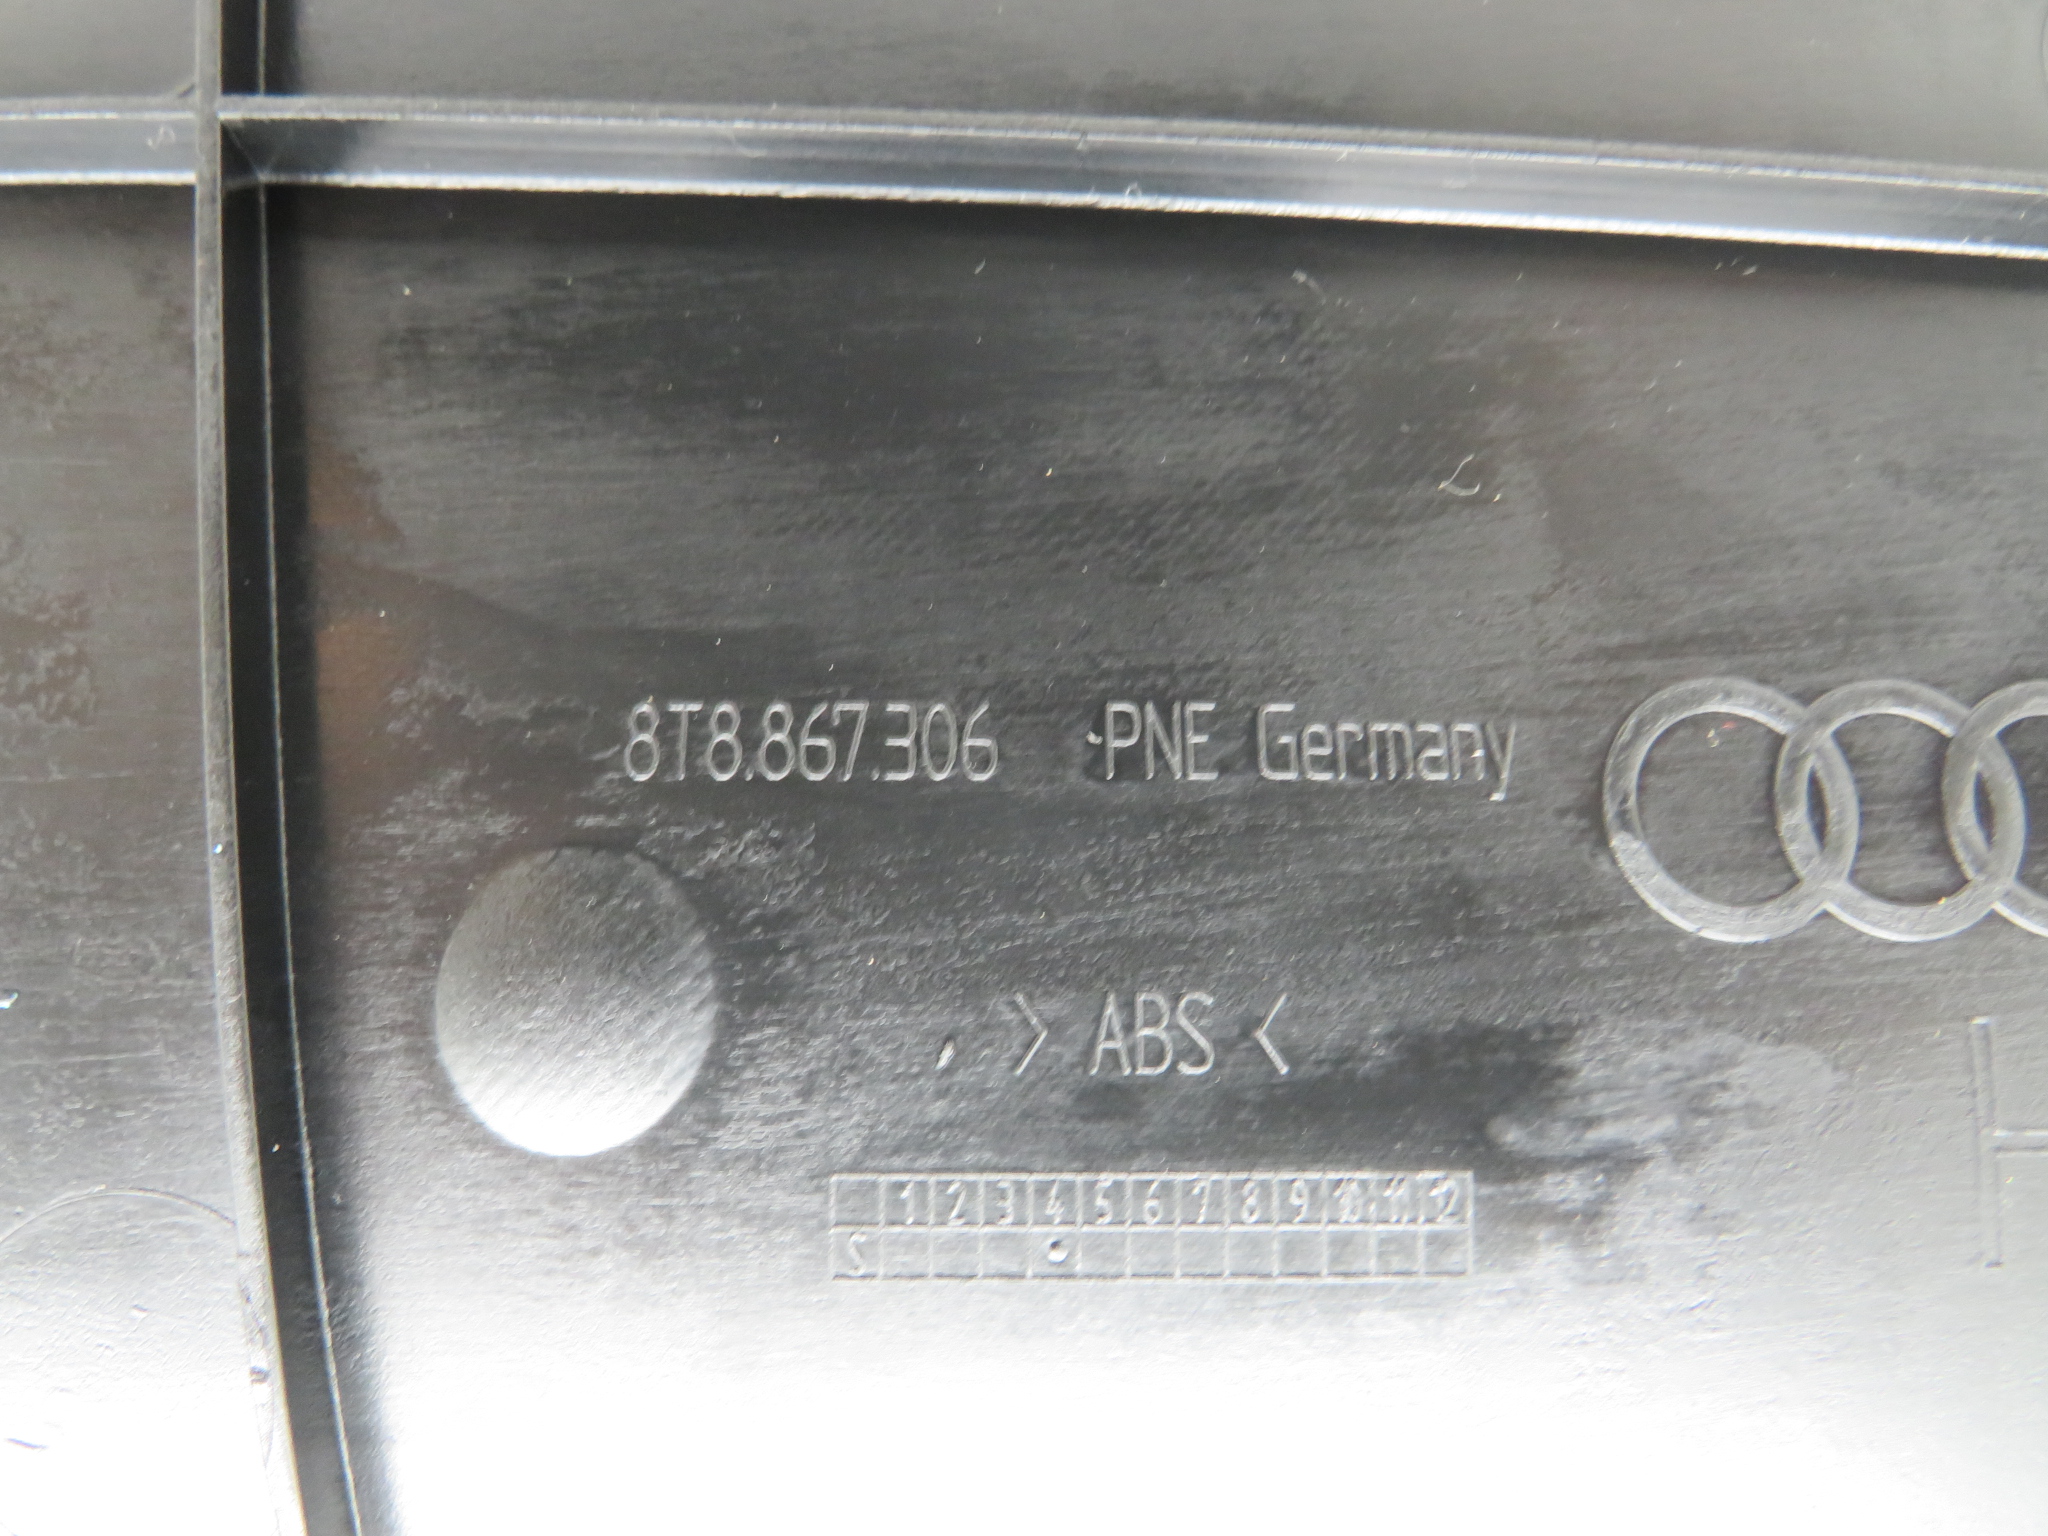 8T8.867.306 PNE Germany
> ABS <
H
1 2 3 4 5 6 7 8 9 10 11 12
S